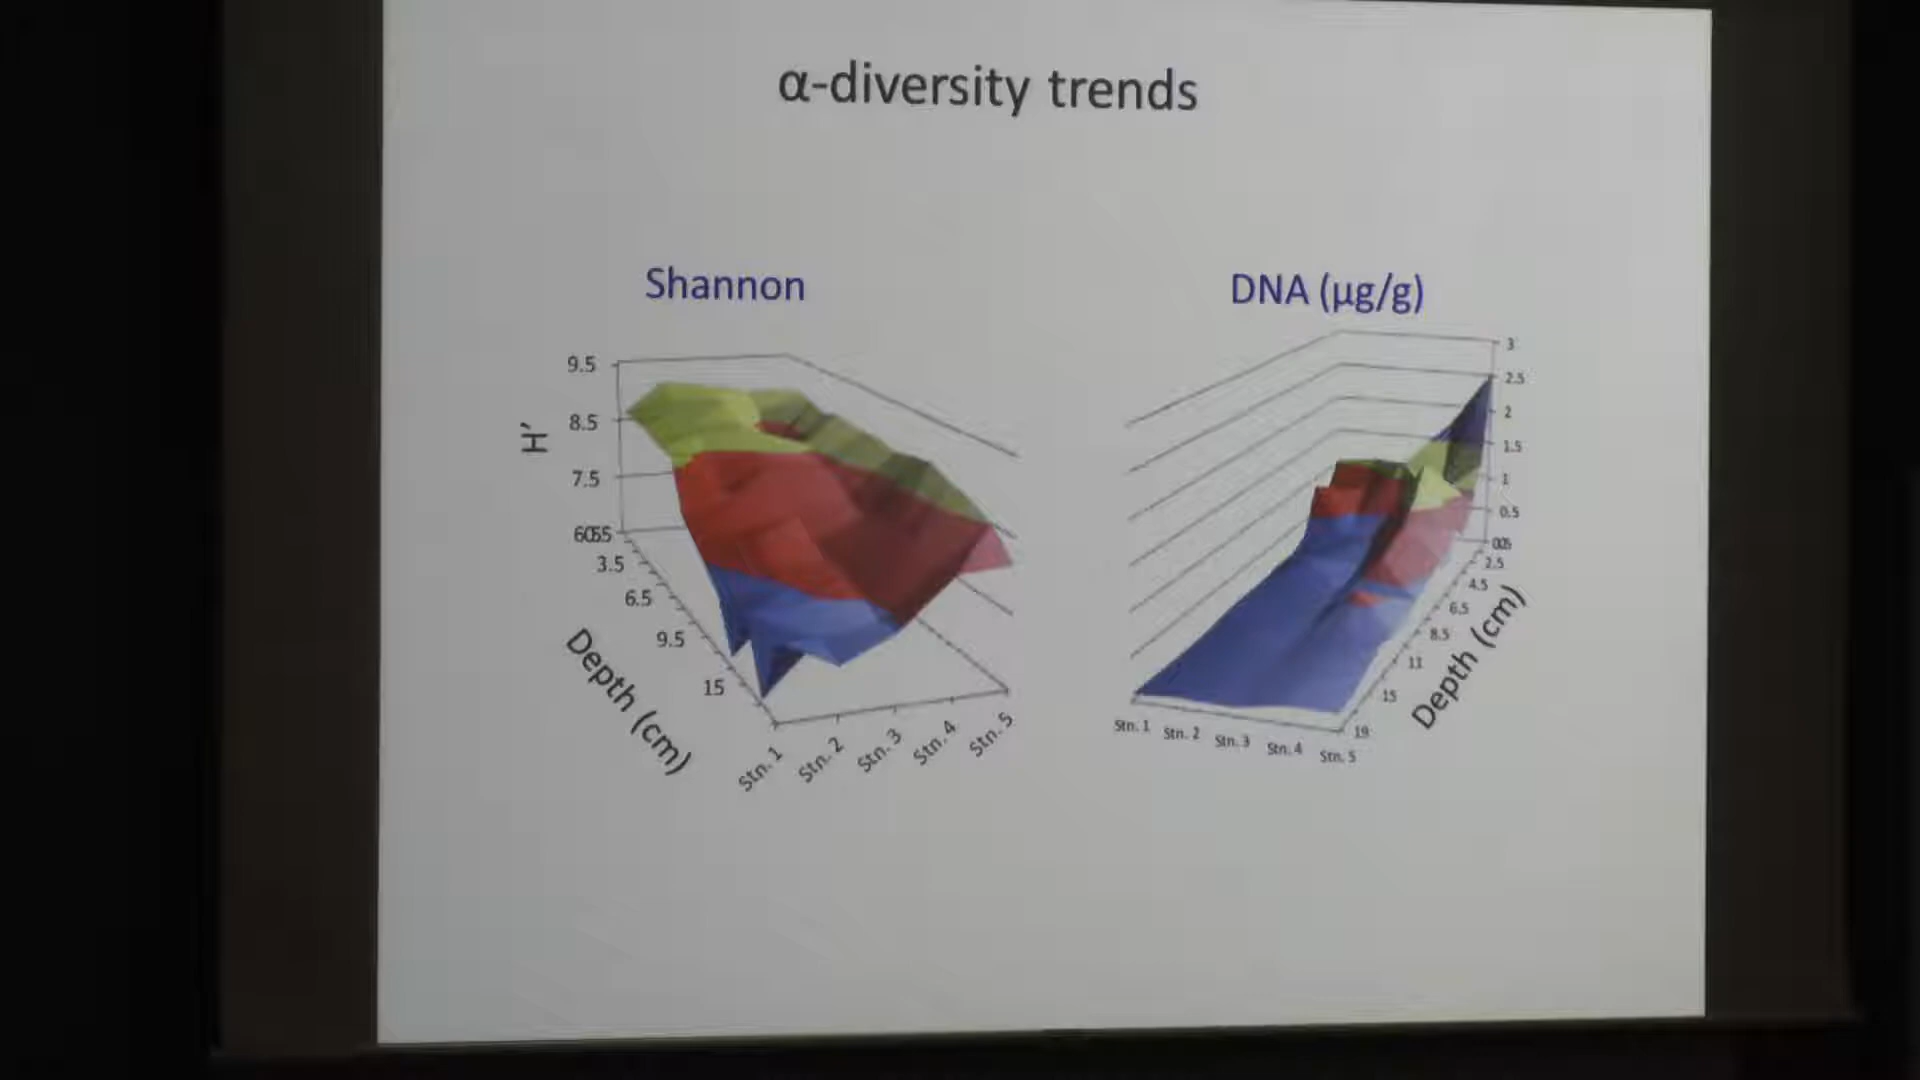 α-diversity trends
Shannon
DNA (µg/g)
9.5
8.5
7.5
H'
3.5
6.5
9.5
15
Depth (cm)
Stn. 1
Stn. 2
Stn. 3
Stn. 4
Stn. 5
3
2.5
2
1.5
1
0.5
2.5
4.5
6.5
8.5
11
15
19
Depth (cm)
Stn. 1
Stn. 2
Stn. 3
Stn. 4
Stn. 5